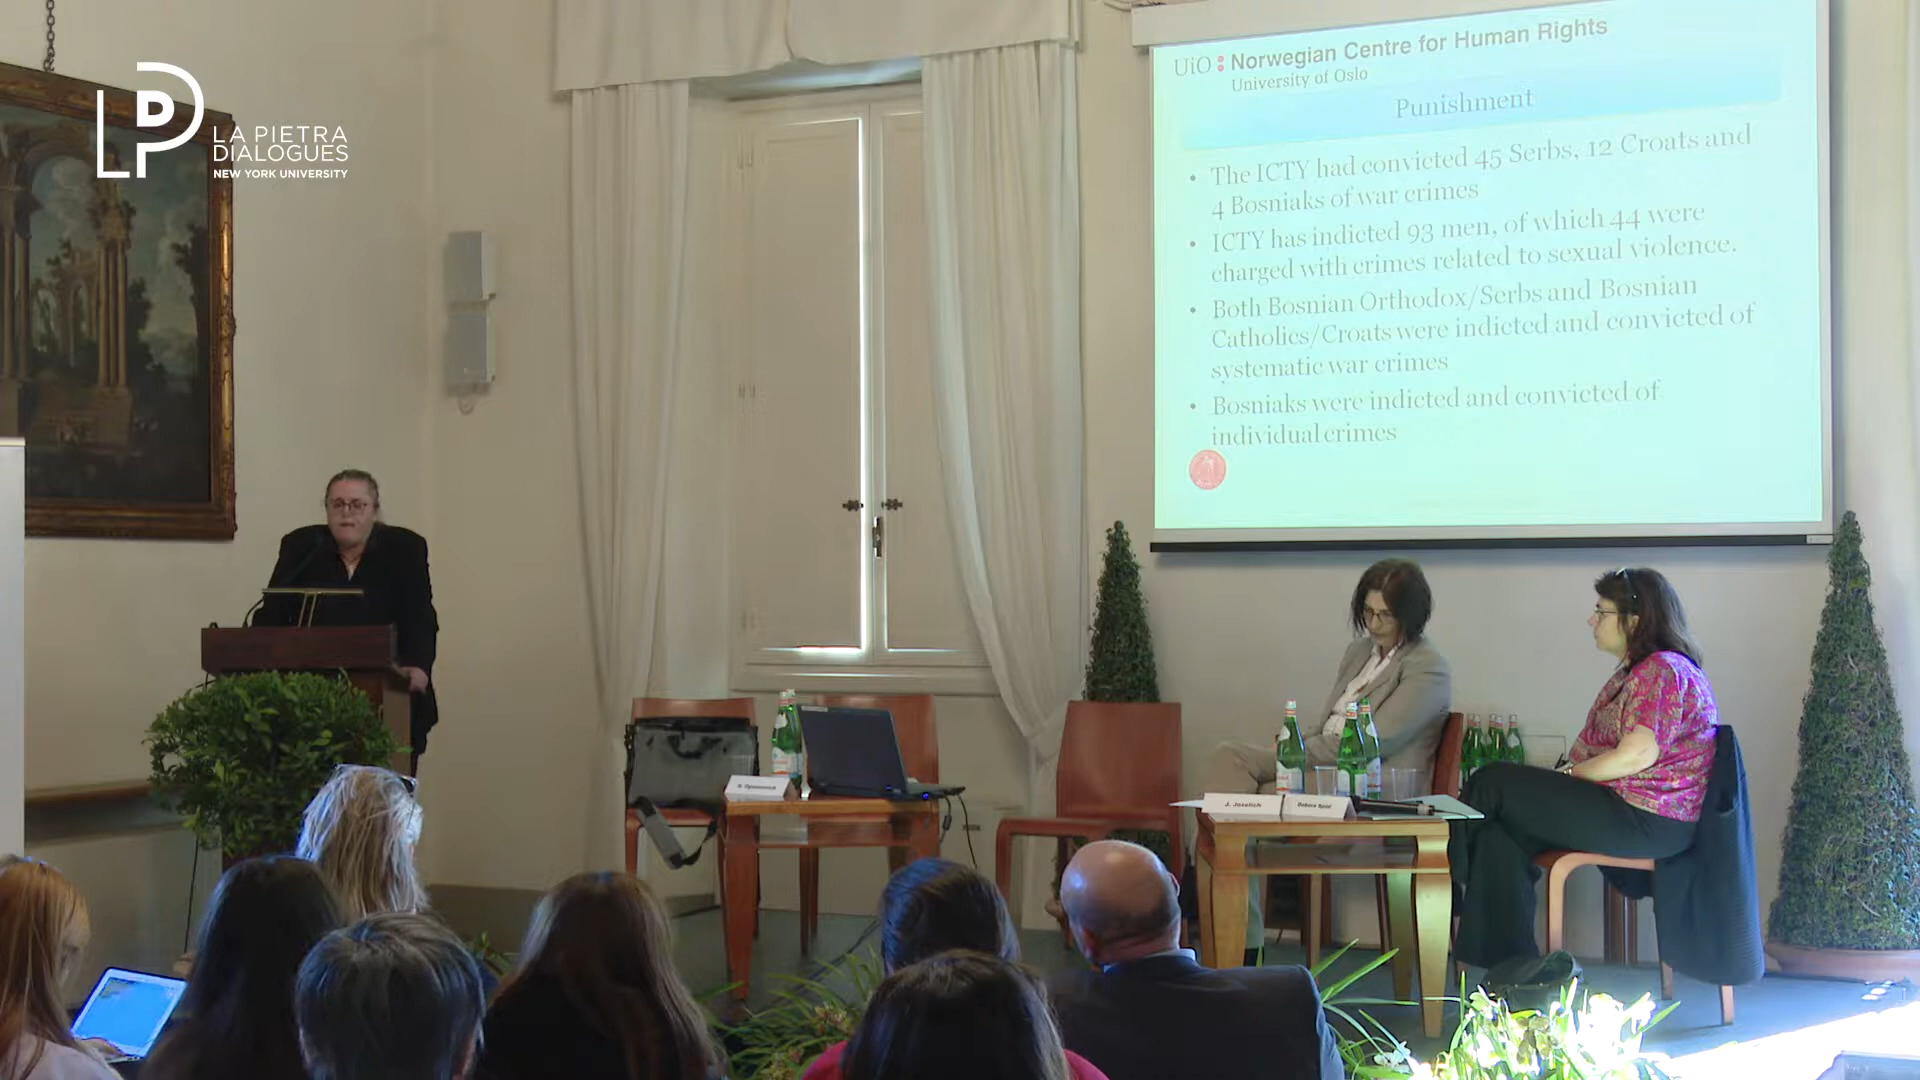 LA PIETRA
DIALOGUES
NEW YORK UNIVERSITY
UiO: Norwegian Centre for Human Rights
University of Oslo
Punishment
• The ICTY had convicted 45 Serbs, 12 Croats and
4 Bosniaks of war crimes
• ICTY has indicted 93 men, of which 44 were
charged with crimes related to sexual violence.
• Both Bosnian Orthodox/Serbs and Bosnian
Catholics/Croats were indicted and convicted of
systematic war crimes
• Bosniaks were indicted and convicted of
individual crimes
J. Joselich
Debora Spini